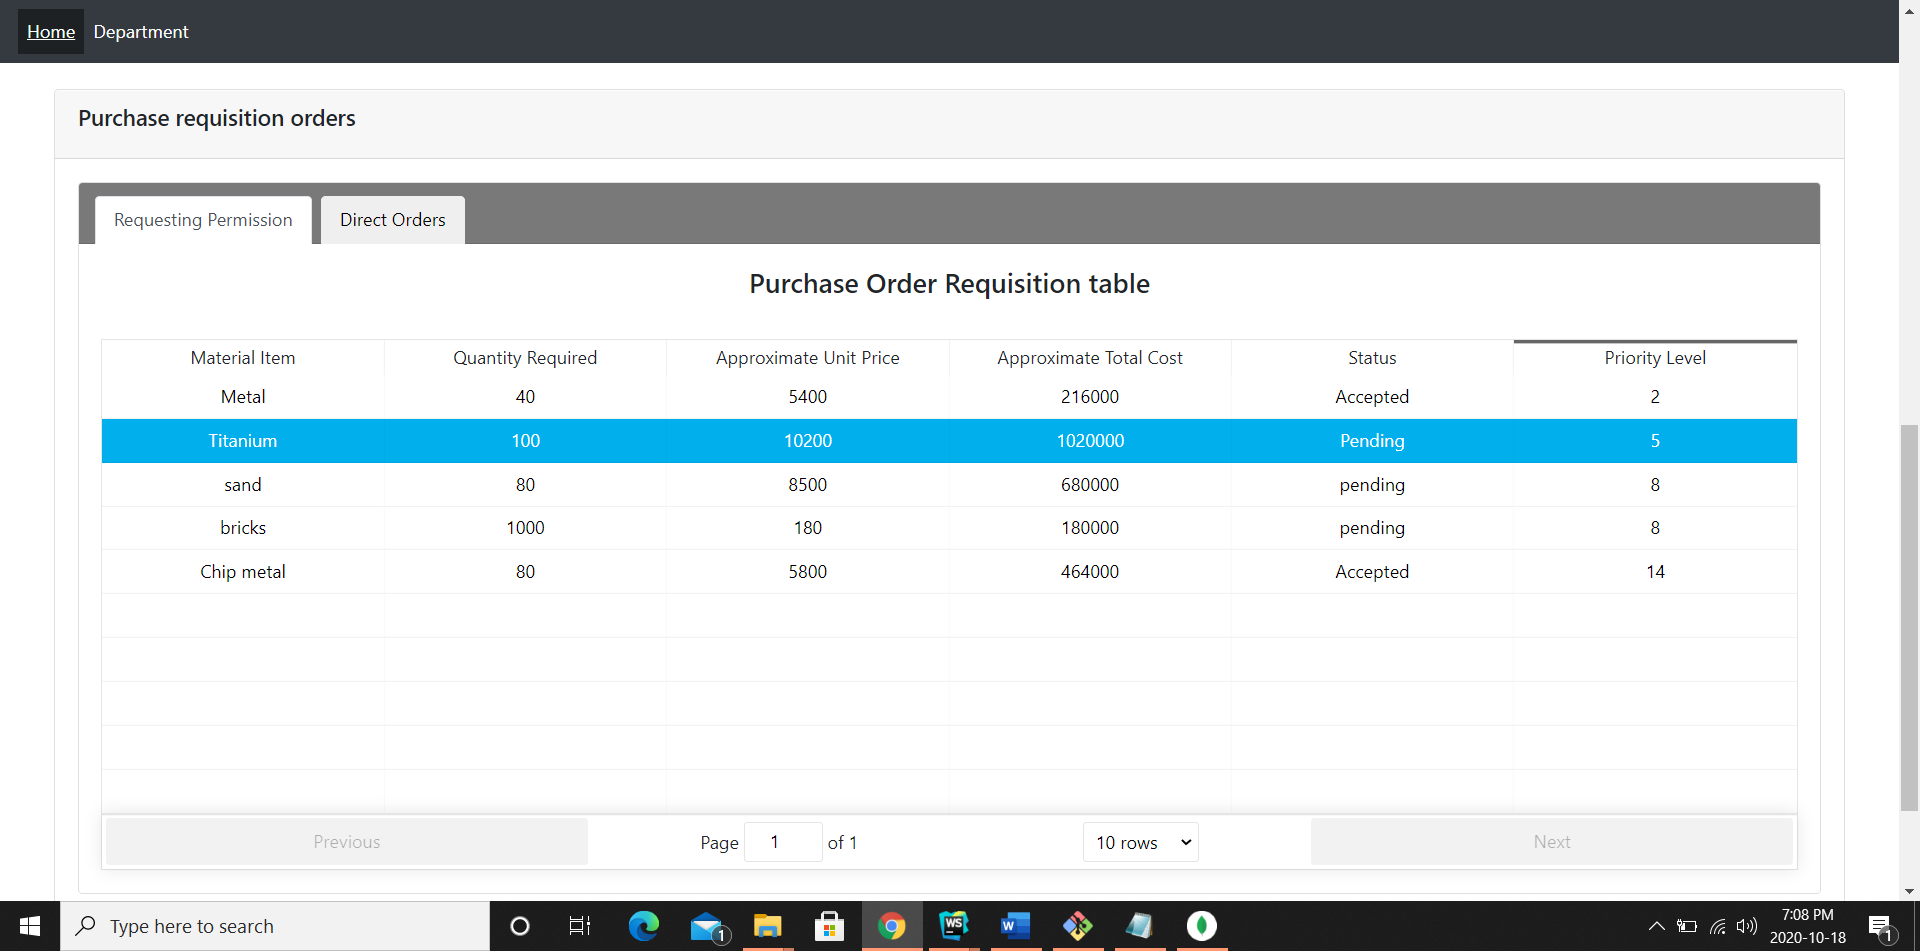 Home Department
Purchase requisition orders
Requesting Permission Direct Orders
Purchase Order Requisition table
Material Item Quantity Required Approximate Unit Price Approximate Total Cost Status Priority Level
Metal 40 5400 216000 Accepted 2
Titanium 100 10200 1020000 Pending 5
sand 80 8500 680000 pending 8
bricks 1000 180 180000 pending 8
Chip metal 80 5800 464000 Accepted 14
Previous Page 1 of 1 10 rows Next
Type here to search 1 WS W 7:08 PM
2020-10-18 1